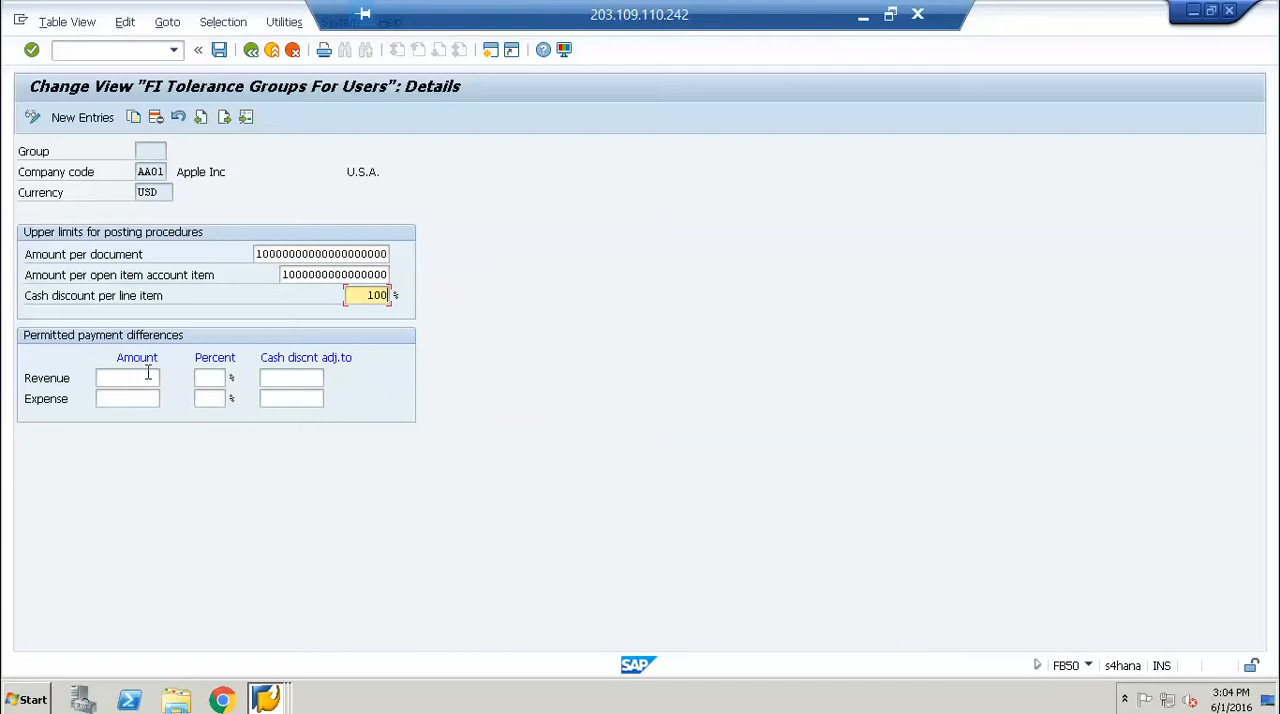 203.109.110.242
Table View Edit Goto Selection Utilities System Help
Change View "FI Tolerance Groups For Users": Details
New Entries
Group
Company code AA01 Apple Inc U.S.A.
Currency USD
Upper limits for posting procedures
Amount per document 10000000000000000000
Amount per open item account item 1000000000000000
Cash discount per line item 100 %
Permitted payment differences
Amount Percent Cash discnt adj.to
Revenue %
Expense %
SAP FB50 s4hana INS
Start 3:04 PM
6/1/2016